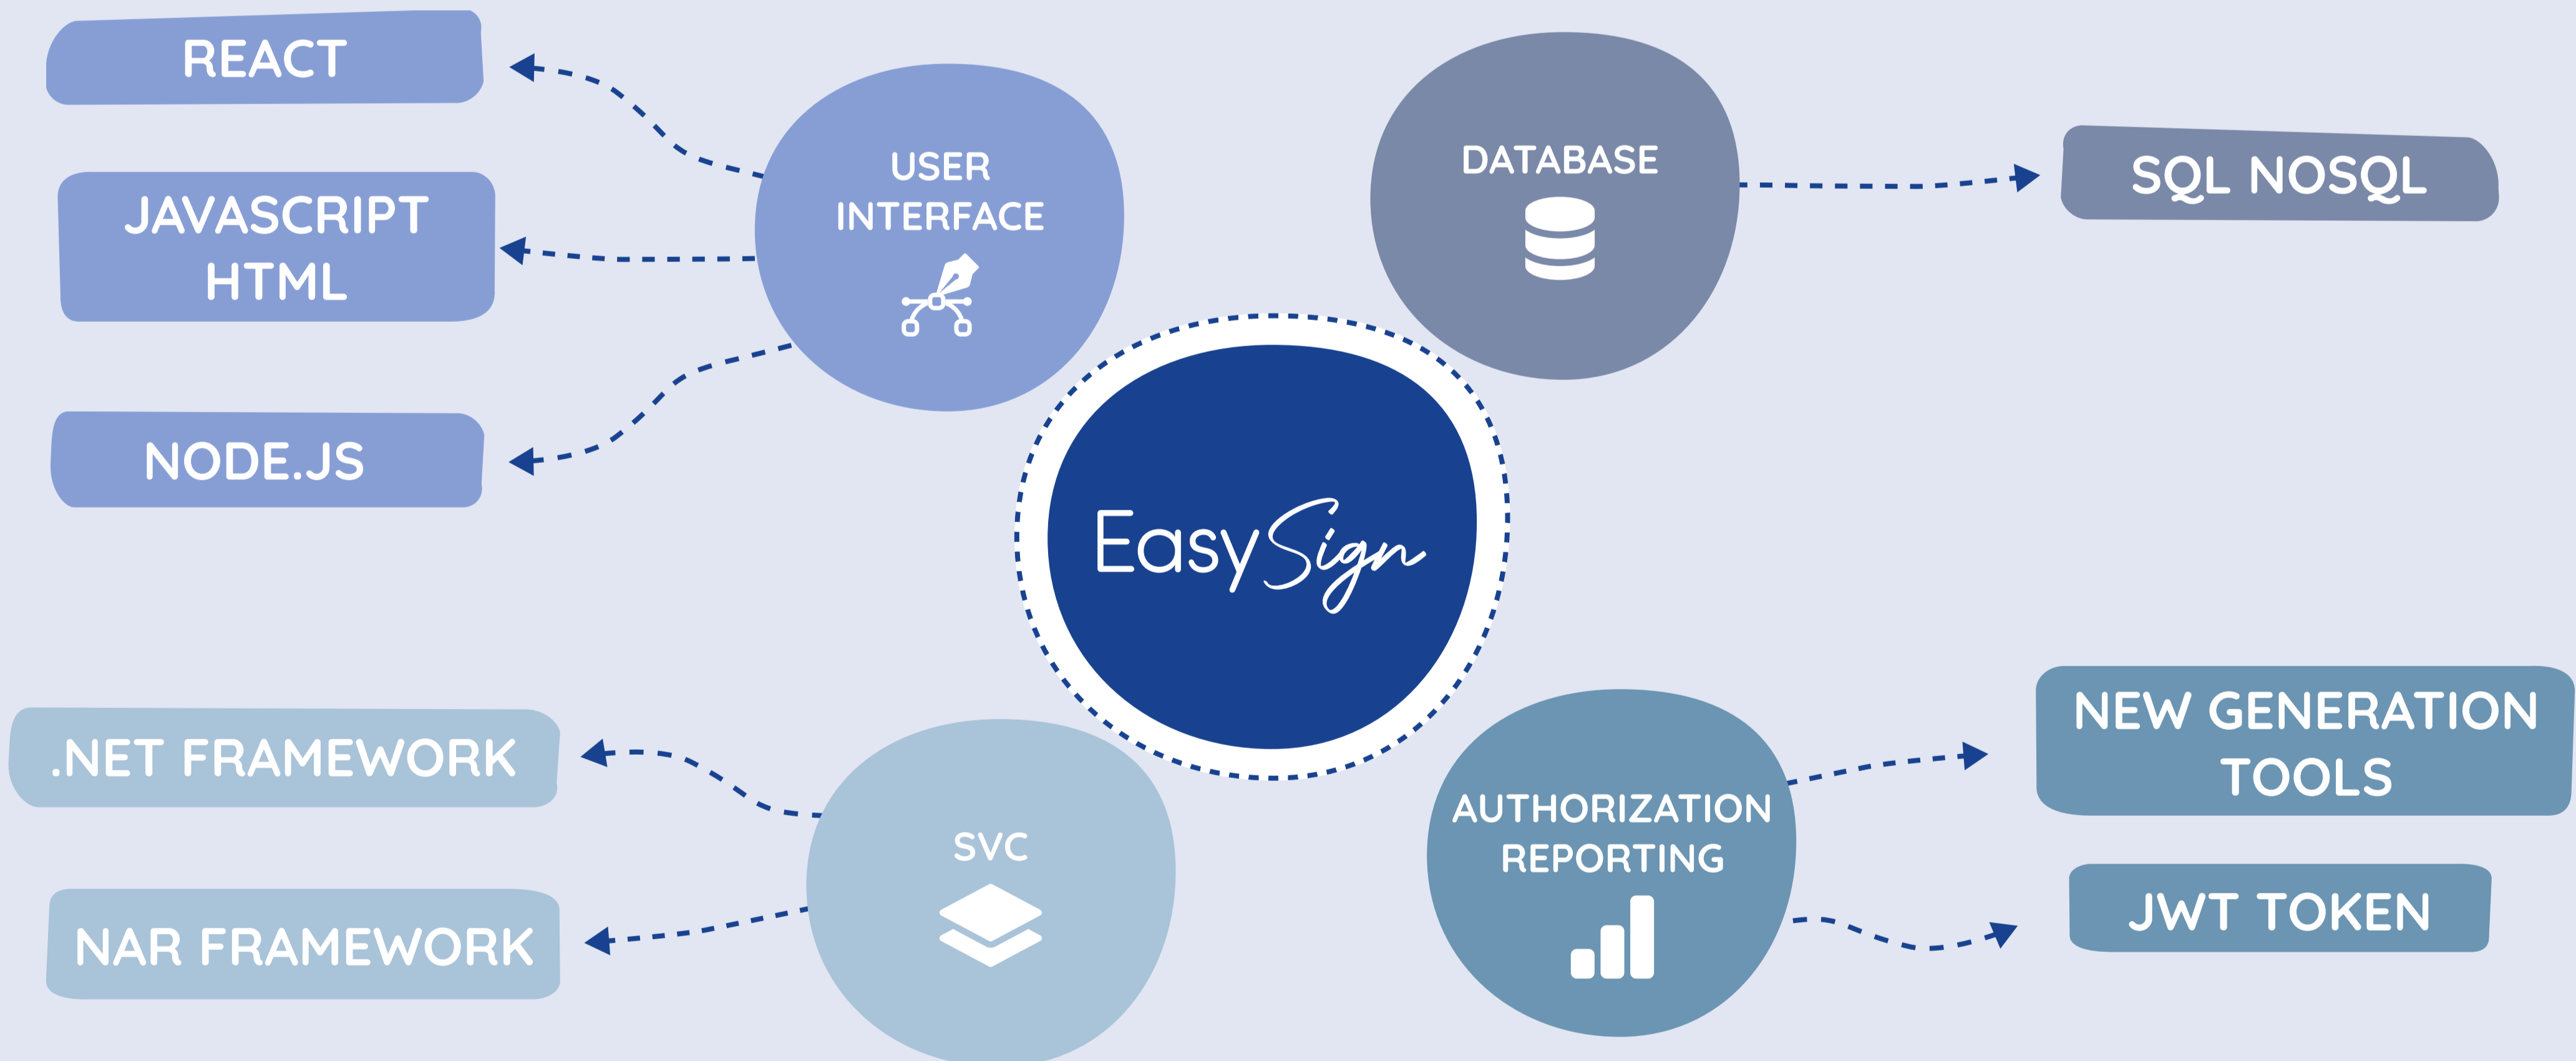 REACT
JAVASCRIPT
HTML
NODE.JS
USER
INTERFACE
DATABASE
SQL NOSQL
EasySign
.NET FRAMEWORK
NAR FRAMEWORK
SVC
AUTHORIZATION
REPORTING
NEW GENERATION
TOOLS
JWT TOKEN